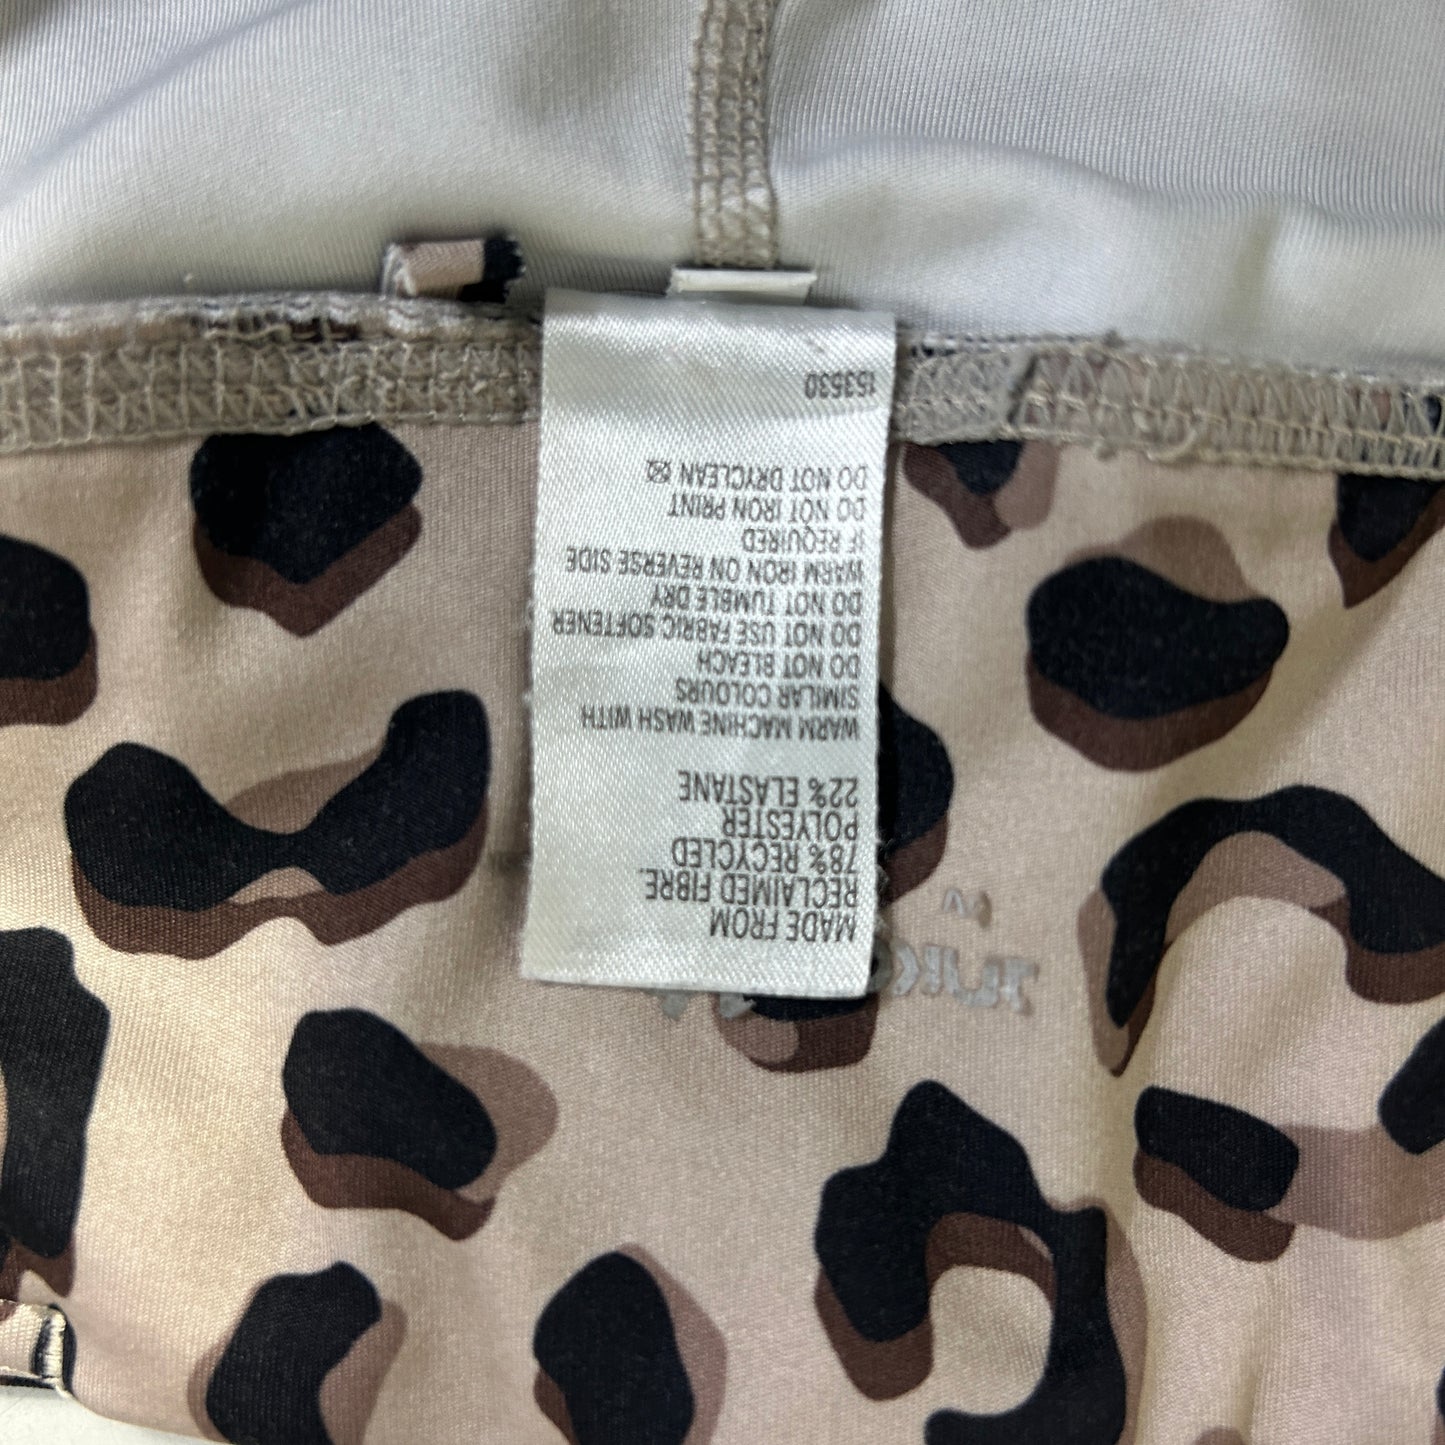 MADE FROM
RECLAIMED FIBRE.
78% RECYCLED
POLYESTER
22% ELASTANE
WARM MACHINE WASH WITH
SIMILAR COLOURS
DO NOT BLEACH
DO NOT USE FABRIC SOFTENER
DO NOT TUMBLE DRY
WARM IRON ON REVERSE SIDE
IF REQUIRED
DO NOT IRON PRINT
DO NOT DRYCLEAN
153530